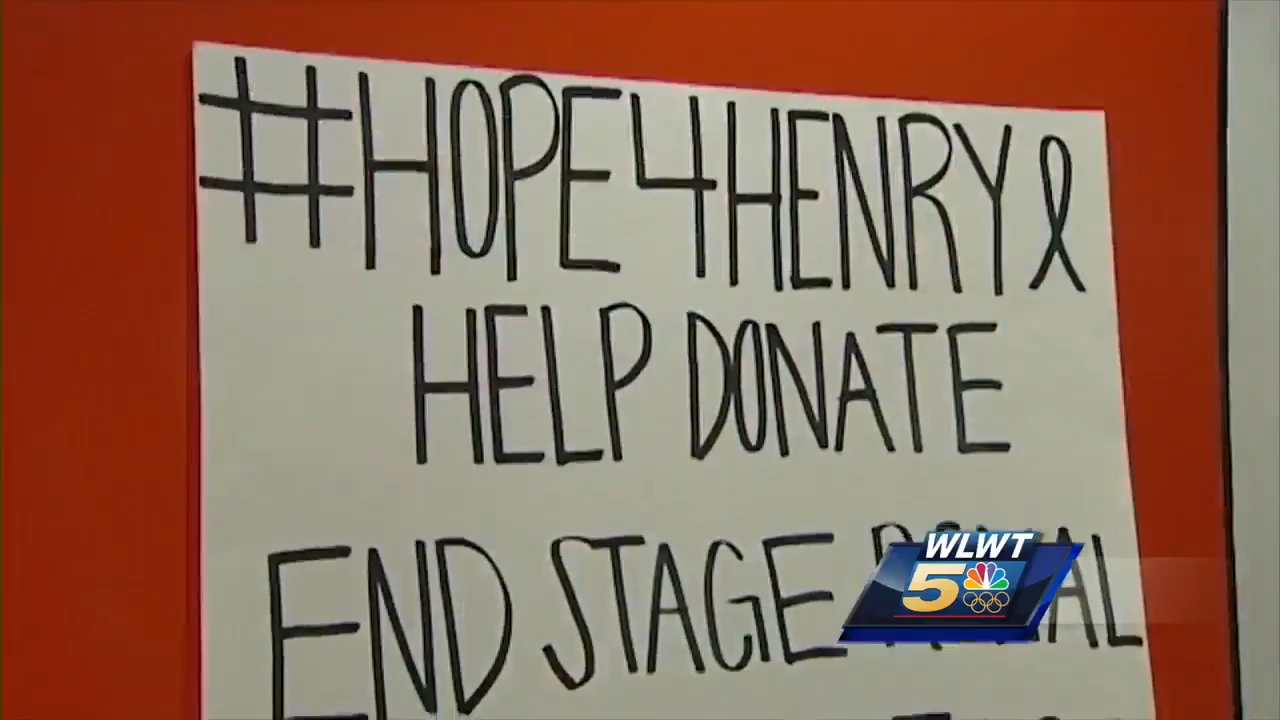 #HOPE4HENRY
HELP DONATE
END STAGE
WLWT
5